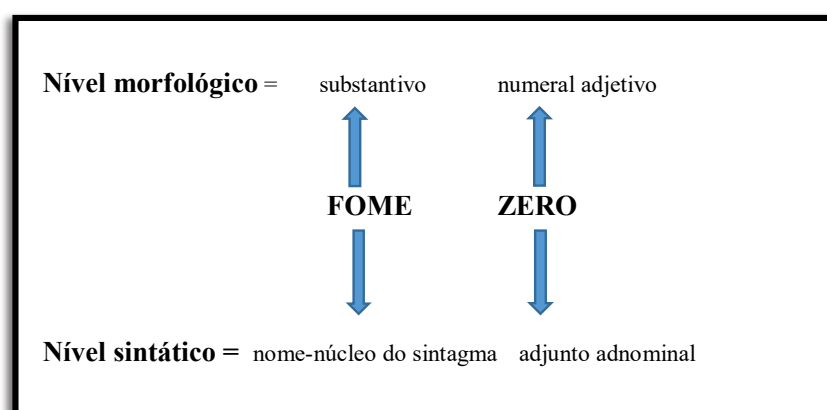 Nível morfológico = substantivo numeral adjetivo
FOME ZERO
Nível sintático = nome-núcleo do sintagma adjunto adnominal